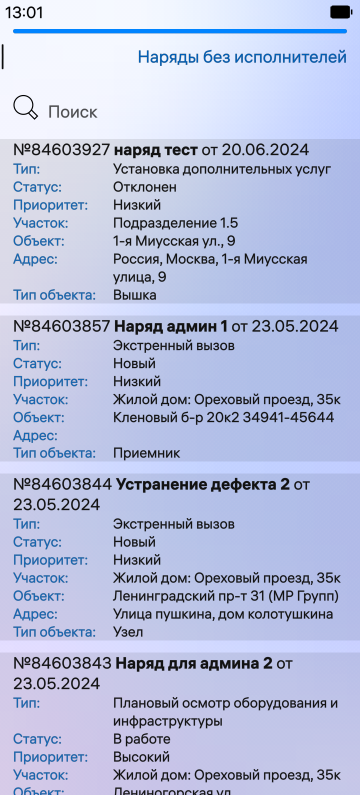 13:01
Наряды без исполнителей
Поиск
№84603927 наряд тест от 20.06.2024
Тип: Установка дополнительных услуг
Статус: Отклонен
Приоритет: Низкий
Участок: Подразделение 1.5
Объект: 1-я Миусская ул., 9
Адрес: Россия, Москва, 1-я Миусская
улица, 9
Тип объекта: Вышка
№84603857 Наряд админ 1 от 23.05.2024
Тип: Экстренный вызов
Статус: Новый
Приоритет: Низкий
Участок: Жилой дом: Ореховый проезд, 35к
Объект: Кленовый б-р 20к2 34941-45644
Адрес:
Тип объекта: Приемник
№84603844 Устранение дефекта 2 от
23.05.2024
Тип: Экстренный вызов
Статус: Новый
Приоритет: Низкий
Участок: Жилой дом: Ореховый проезд, 35к
Объект: Ленинградский пр-т 31 (МР Групп)
Адрес: Улица пушкина, дом колотушкина
Тип объекта: Узел
№84603843 Наряд для админа 2 от
23.05.2024
Тип: Плановый осмотр оборудования и
инфраструктуры
Статус: В работе
Приоритет: Высокий
Участок: Жилой дом: Ореховый проезд, 35к
Объект: Лениногорская ул